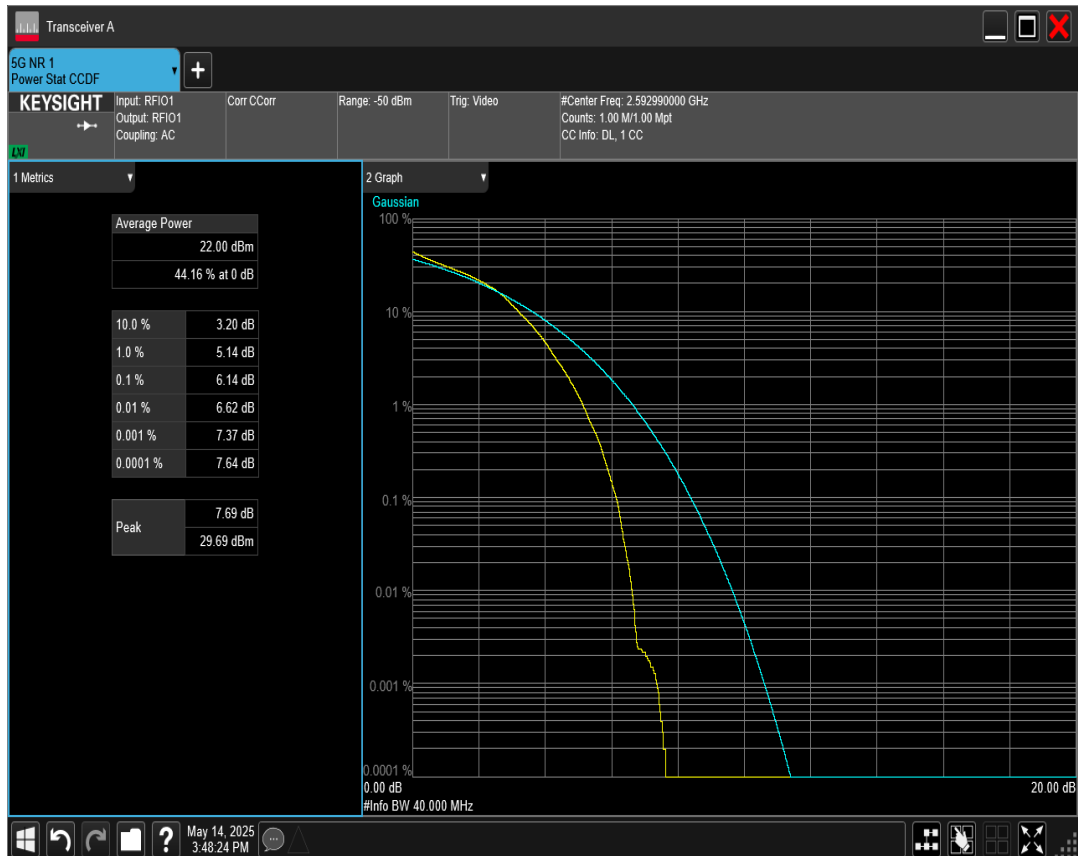 Transceiver A
5G NR 1
Power Stat CCDF
+
KEYSIGHT
LXI
Input: RFIO1
Output: RFIO1
Coupling: AC
Corr CCorr
Range: -50 dBm
Trig: Video
#Center Freq: 2.592990000 GHz
Counts: 1.00 M/1.00 Mpt
CC Info: DL, 1 CC
1 Metrics
Average Power
22.00 dBm
44.16 % at 0 dB
10.0 % 3.20 dB
1.0 % 5.14 dB
0.1 % 6.14 dB
0.01 % 6.62 dB
0.001 % 7.37 dB
0.0001 % 7.64 dB
Peak
7.69 dB
29.69 dBm
2 Graph
Gaussian
100 %
10 %
1 %
0.1 %
0.01 %
0.001 %
0.0001 %
0.00 dB
20.00 dB
#Info BW 40.000 MHz
?
May 14, 2025
3:48:24 PM